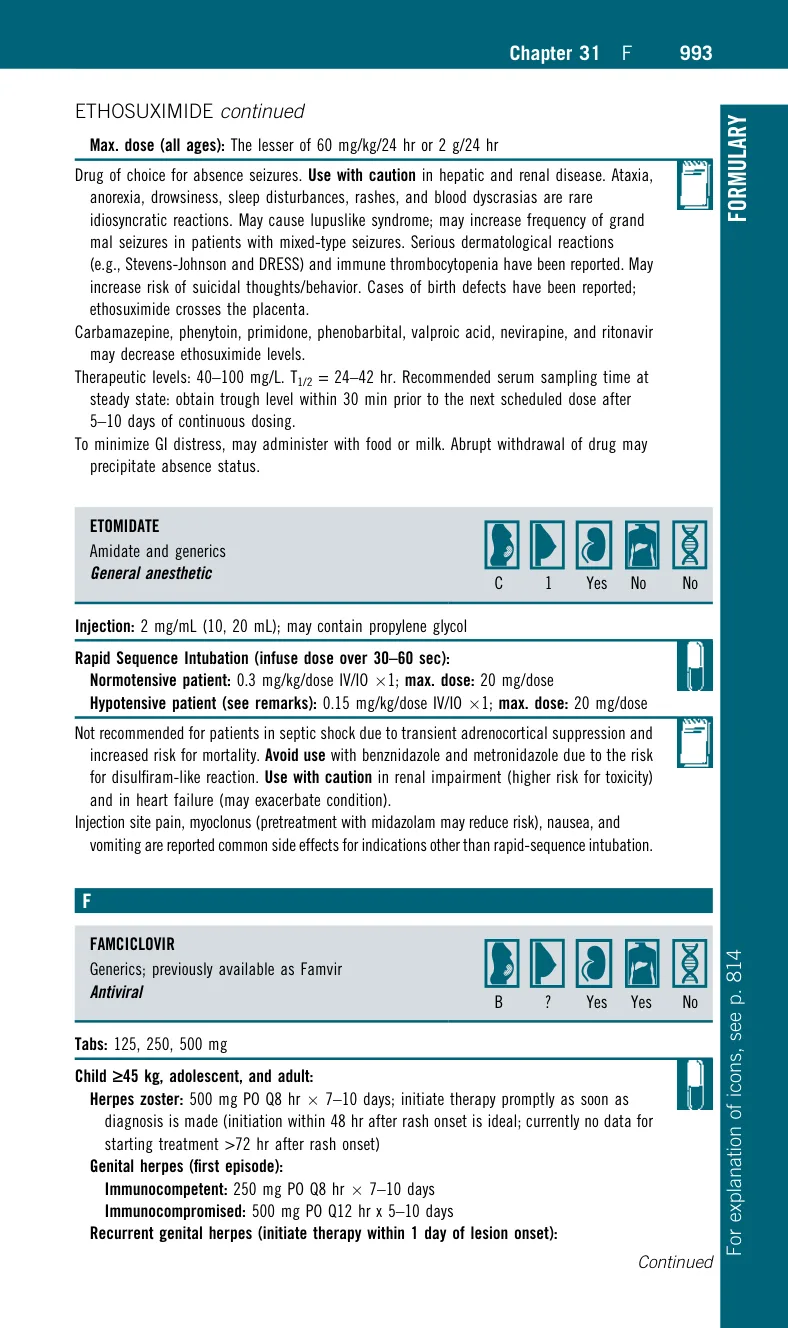 Chapter 31 F 993
ETHOSUXIMIDE continued
Max. dose (all ages): The lesser of 60 mg/kg/24 hr or 2 g/24 hr
Drug of choice for absence seizures. Use with caution in hepatic and renal disease. Ataxia,
anorexia, drowsiness, sleep disturbances, rashes, and blood dyscrasias are rare
idiosyncratic reactions. May cause lupuslike syndrome; may increase frequency of grand
mal seizures in patients with mixed-type seizures. Serious dermatological reactions
(e.g., Stevens-Johnson and DRESS) and immune thrombocytopenia have been reported. May
increase risk of suicidal thoughts/behavior. Cases of birth defects have been reported;
ethosuximide crosses the placenta.
Carbamazepine, phenytoin, primidone, phenobarbital, valproic acid, nevirapine, and ritonavir
may decrease ethosuximide levels.
Therapeutic levels: 40–100 mg/L. T1/2 = 24–42 hr. Recommended serum sampling time at
steady state: obtain trough level within 30 min prior to the next scheduled dose after
5–10 days of continuous dosing.
To minimize GI distress, may administer with food or milk. Abrupt withdrawal of drug may
precipitate absence status.
ETOMIDATE
Amidate and generics
General anesthetic
C 1 Yes No No
Injection: 2 mg/mL (10, 20 mL); may contain propylene glycol
Rapid Sequence Intubation (infuse dose over 30–60 sec):
Normotensive patient: 0.3 mg/kg/dose IV/IO ×1; max. dose: 20 mg/dose
Hypotensive patient (see remarks): 0.15 mg/kg/dose IV/IO ×1; max. dose: 20 mg/dose
Not recommended for patients in septic shock due to transient adrenocortical suppression and
increased risk for mortality. Avoid use with benznidazole and metronidazole due to the risk
for disulfiram-like reaction. Use with caution in renal impairment (higher risk for toxicity)
and in heart failure (may exacerbate condition).
Injection site pain, myoclonus (pretreatment with midazolam may reduce risk), nausea, and
vomiting are reported common side effects for indications other than rapid-sequence intubation.
F
FAMCICLOVIR
Generics; previously available as Famvir
Antiviral
B ? Yes Yes No
Tabs: 125, 250, 500 mg
Child ≥45 kg, adolescent, and adult:
Herpes zoster: 500 mg PO Q8 hr × 7–10 days; initiate therapy promptly as soon as
diagnosis is made (initiation within 48 hr after rash onset is ideal; currently no data for
starting treatment >72 hr after rash onset)
Genital herpes (first episode):
Immunocompetent: 250 mg PO Q8 hr × 7–10 days
Immunocompromised: 500 mg PO Q12 hr x 5–10 days
Recurrent genital herpes (initiate therapy within 1 day of lesion onset):
Continued
FORMULARY
For explanation of icons, see p. 814